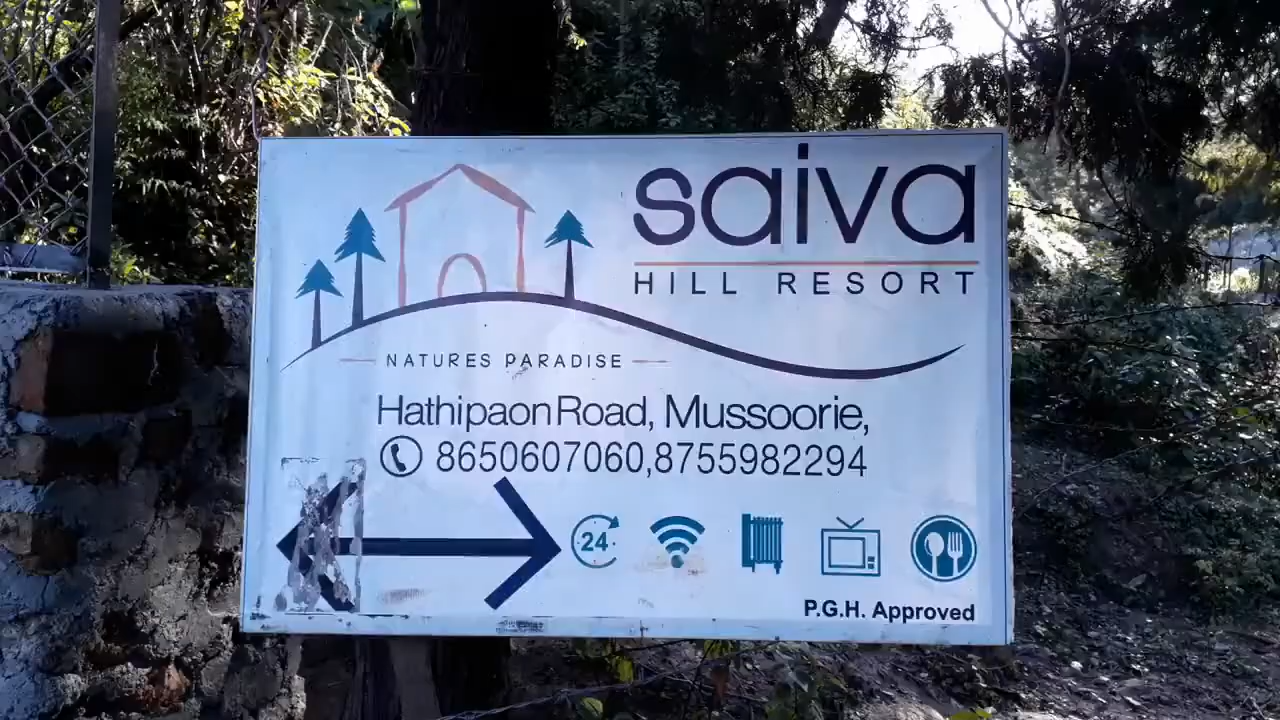 saiva
HILL RESORT
NATURES PARADISE
Hathipaon Road, Mussoorie,
8650607060,8755982294
24
P.G.H. Approved